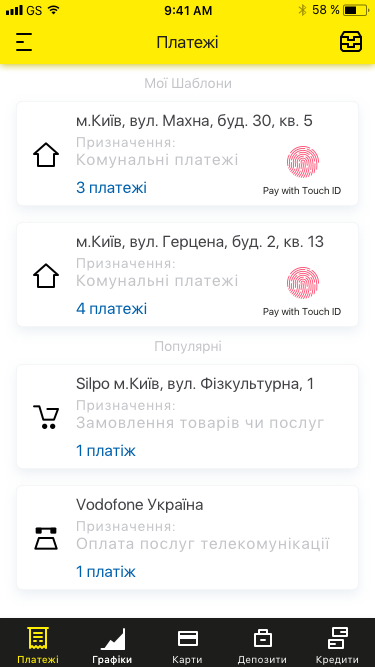 GS 9:41 AM 58 %
Платежі
Мої Шаблони
м.Київ, вул. Махна, буд. 30, кв. 5
Призначення:
Комунальні платежі
3 платежі
Pay with Touch ID
м.Київ, вул. Герцена, буд. 2, кв. 13
Призначення:
Комунальні платежі
4 платежі
Pay with Touch ID
Популярні
Silpo м.Київ, вул. Фізкультурна, 1
Призначення:
Замовлення товарів чи послуг
1 платіж
Vodofone Україна
Призначення:
Оплата послуг телекомунікації
1 платіж
Платежі Графіки Карти Депозити Кредити